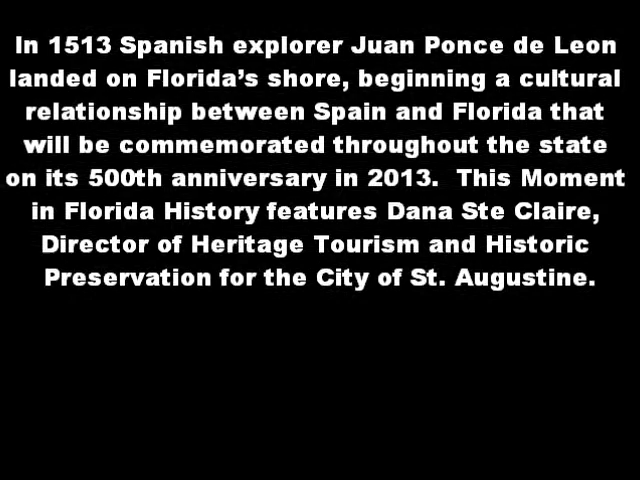 In 1513 Spanish explorer Juan Ponce de Leon
landed on Florida's shore, beginning a cultural
relationship between Spain and Florida that
will be commemorated throughout the state
on its 500th anniversary in 2013.  This Moment
in Florida History features Dana Ste Claire,
Director of Heritage Tourism and Historic
Preservation for the City of St. Augustine.